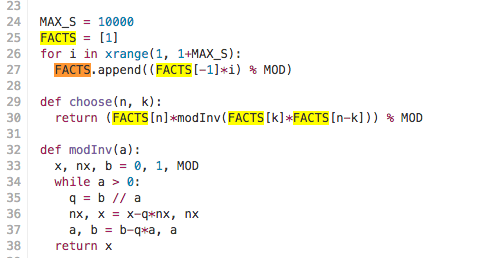 23
24 MAX_S = 10000
25 FACTS = [1]
26 for i in xrange(1, 1+MAX_S):
27   FACTS.append((FACTS[-1]*i) % MOD)
28
29 def choose(n, k):
30   return (FACTS[n]*modInv(FACTS[k]*FACTS[n-k])) % MOD
31
32 def modInv(a):
33   x, nx, b = 0, 1, MOD
34   while a > 0:
35     q = b // a
36     nx, x = x-q*nx, nx
37     a, b = b-q*a, a
38   return x